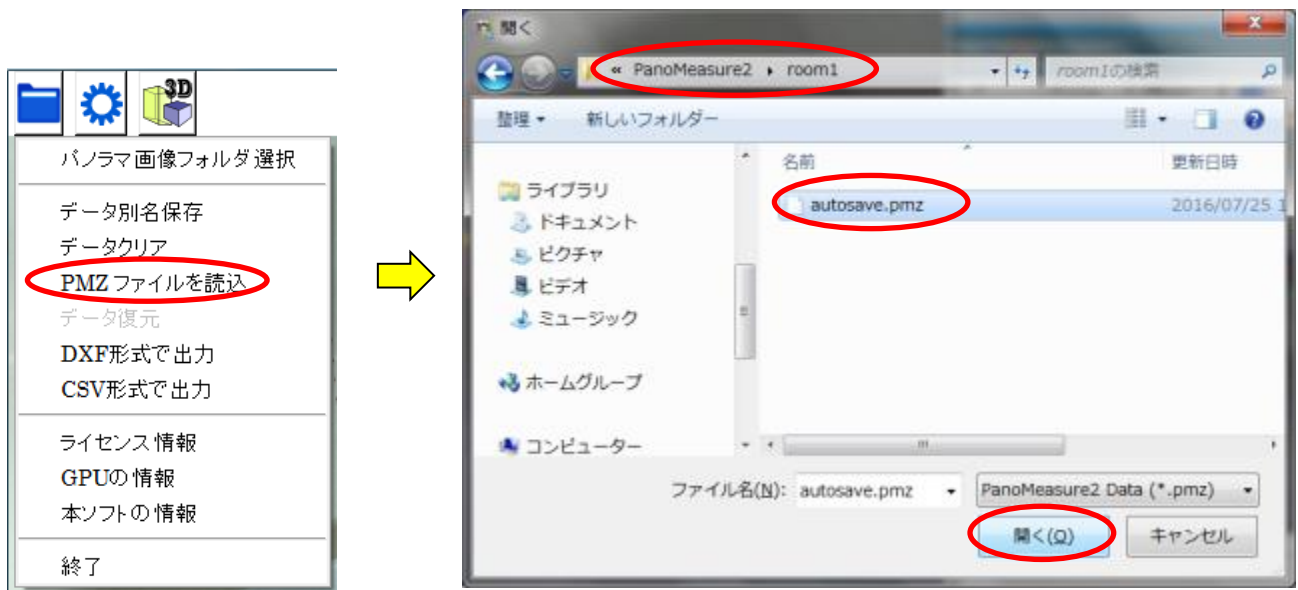 3D
パノラマ画像フォルダ選択
データ別名保存
データクリア
PMZ ファイルを読込
データ復元
DXF形式で出力
CSV形式で出力
ライセンス情報
GPUの情報
本ソフトの情報
終了
開く
« PanoMeasure2 ▸ room1
room1の検索
整理 ▾ 新しいフォルダー
名前 更新日時
autosave.pmz 2016/07/25 1
ライブラリ
ドキュメント
ピクチャ
ビデオ
ミュージック
ホームグループ
コンピューター
ファイル名(N): autosave.pmz PanoMeasure2 Data (*.pmz)
開く(O) キャンセル